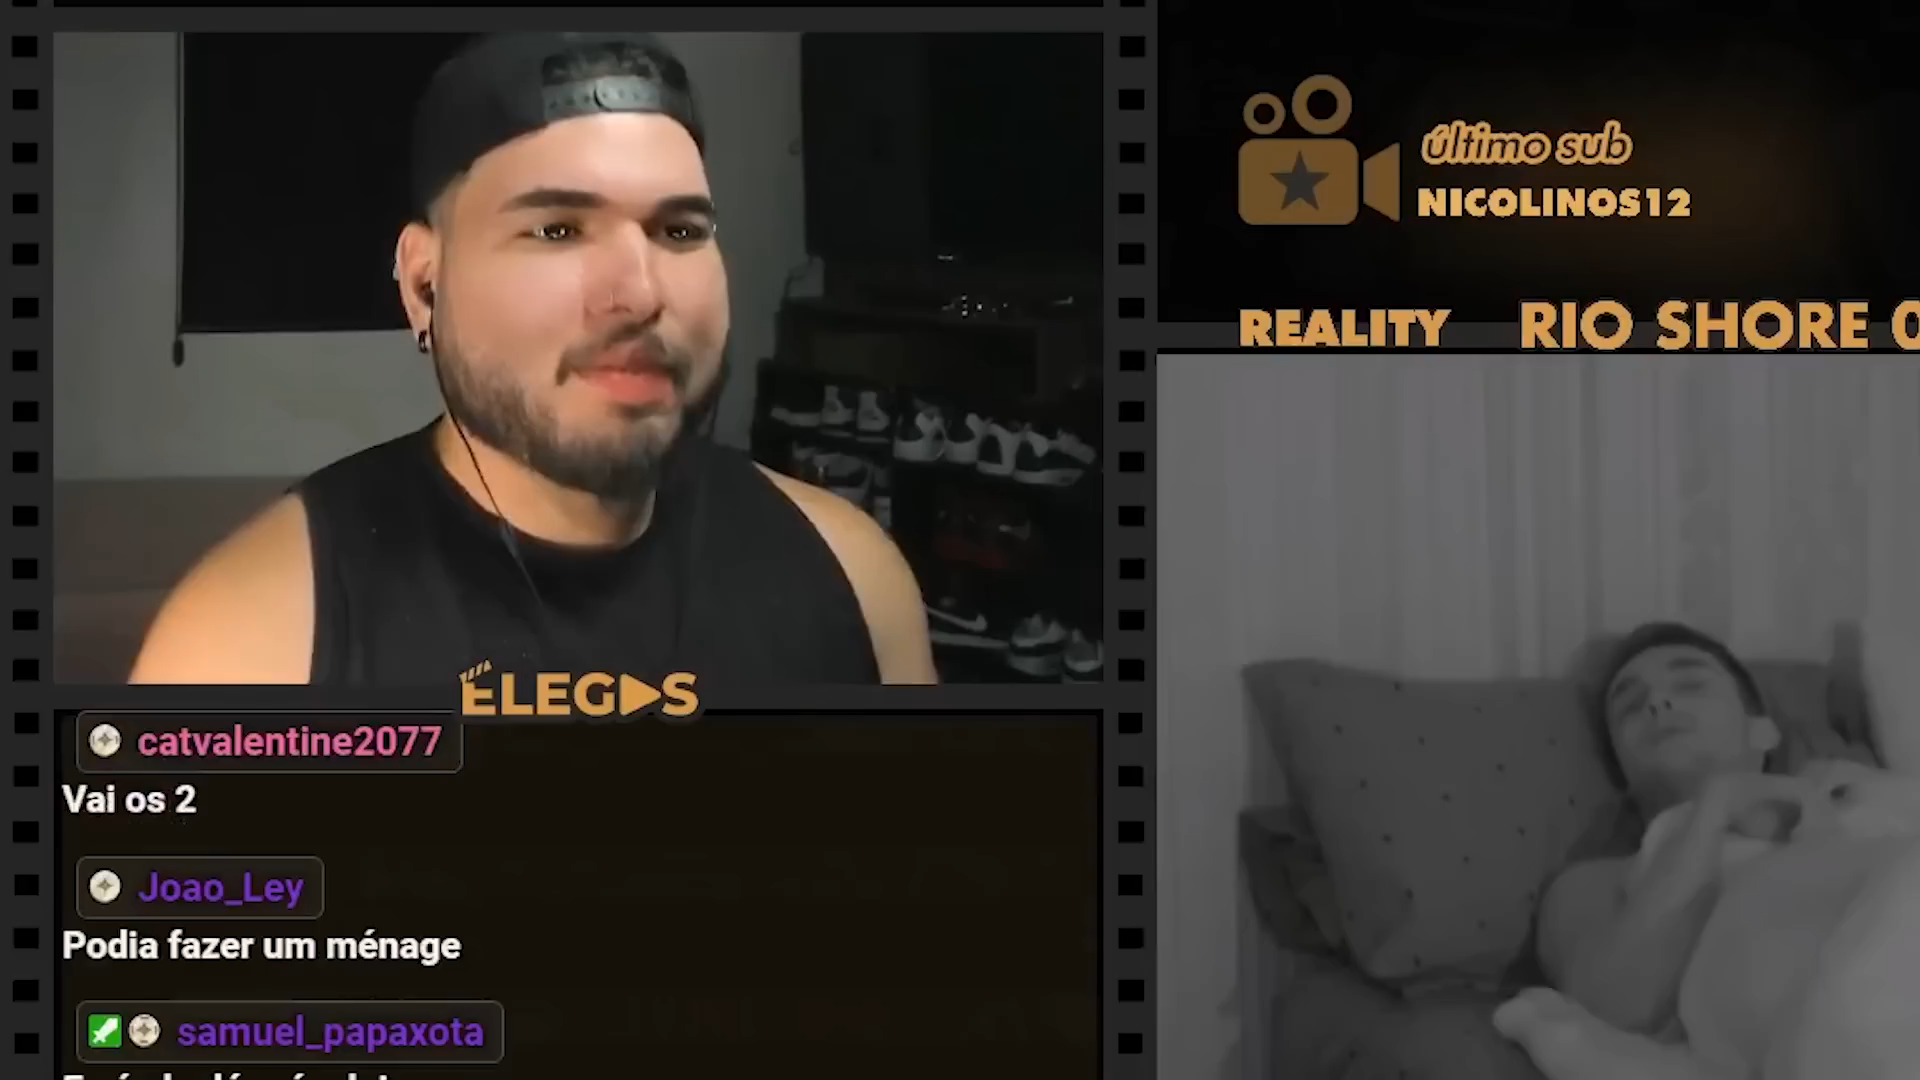 último sub
NICOLINOS12
REALITY
RIO SHORE
ELEGOS
catvalentine2077
Vai os 2
Joao_Ley
Podia fazer um ménage
samuel_papaxota